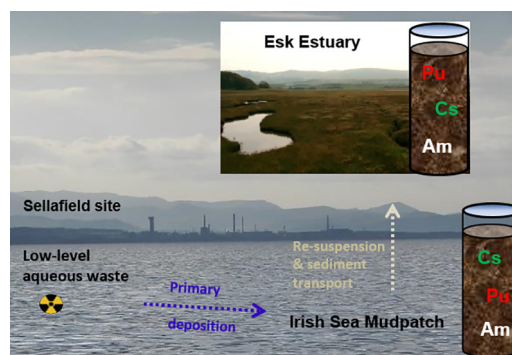 Esk Estuary
Pu
Cs
Am
Sellafield site
Low-level
aqueous waste
Primary
deposition
Re-suspension
& sediment
transport
Irish Sea Mudpatch
Cs
Pu
Am